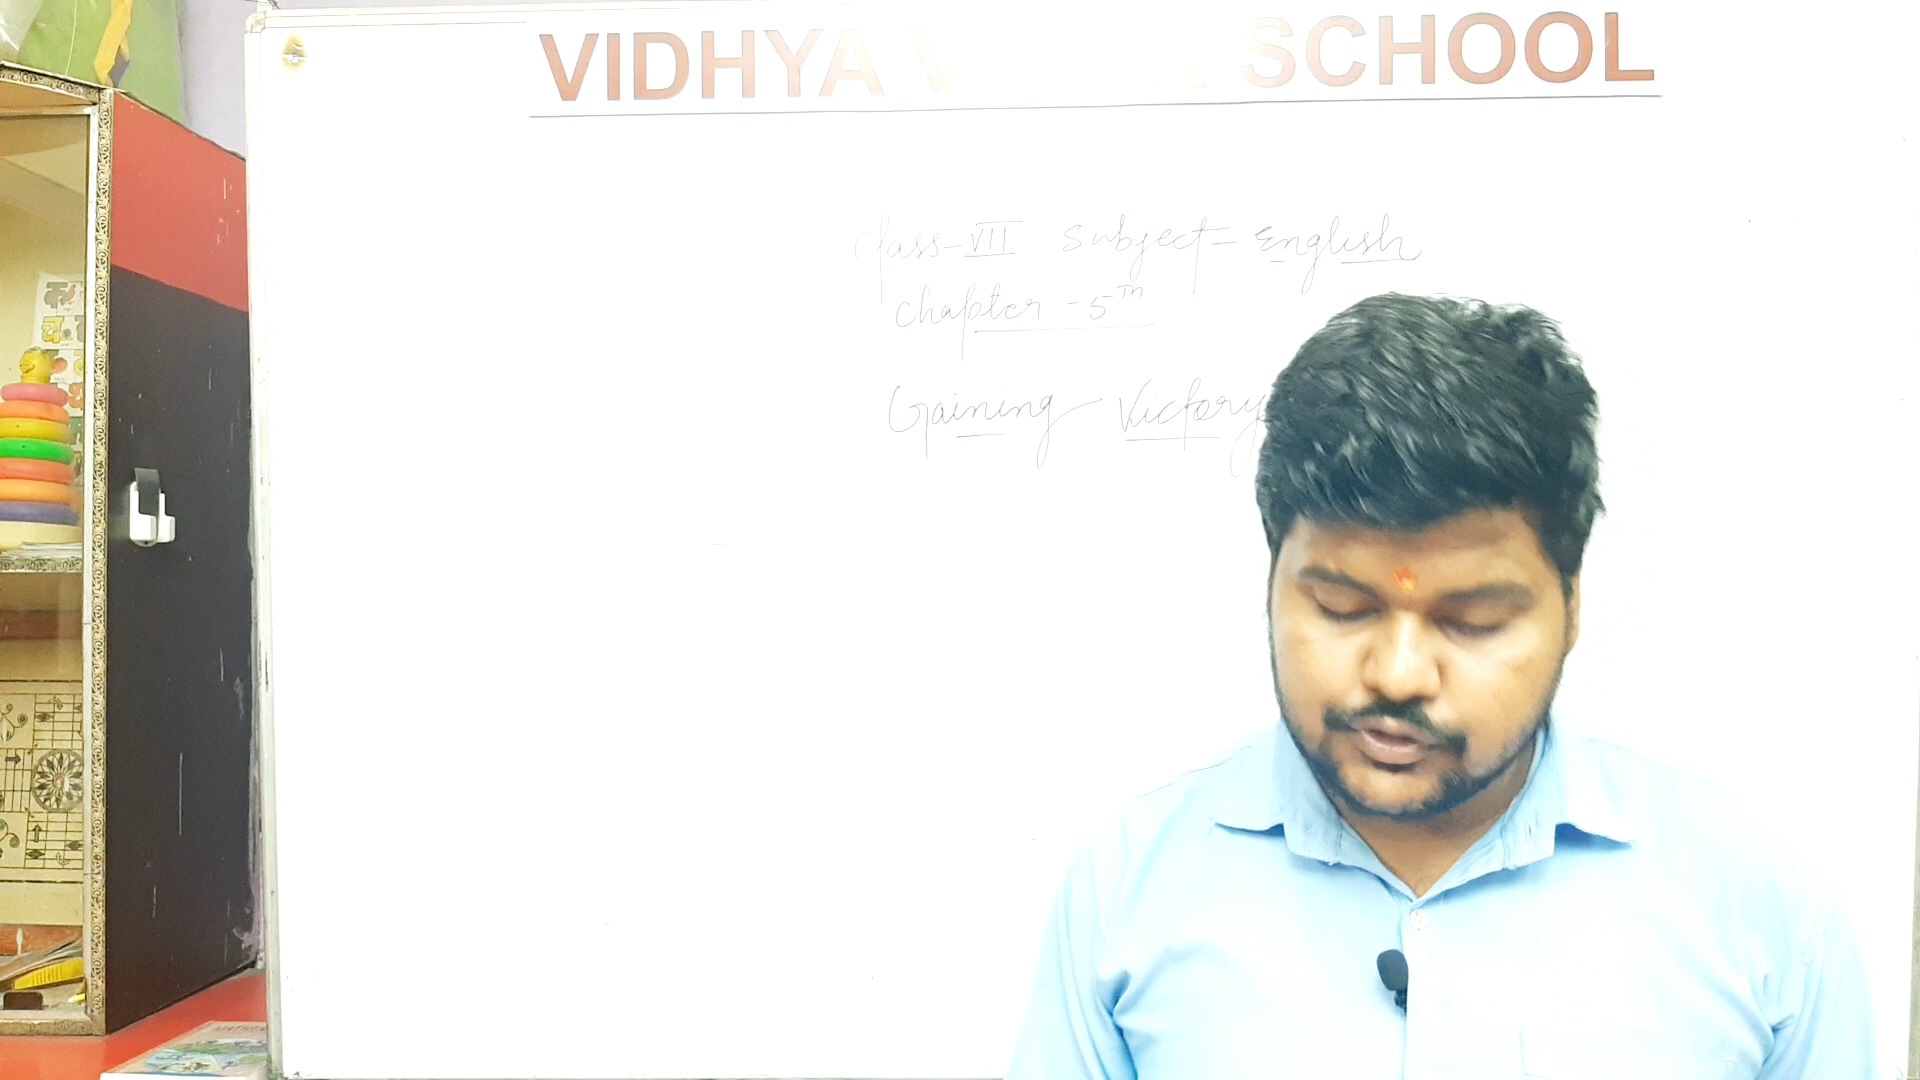 VIDHYA V SCHOOL
Class-VII Subject- English
Chapter -5Th
Gaining Victory